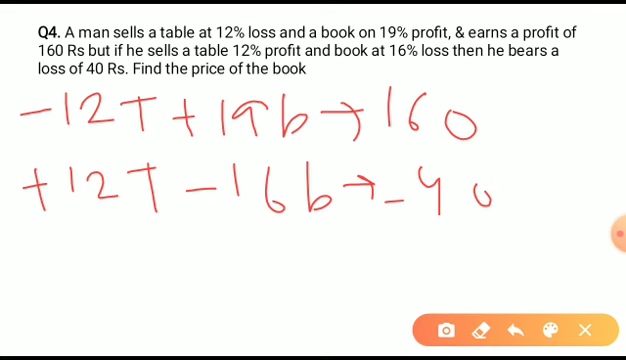 Q4. A man sells a table at 12% loss and a book on 19% profit, & earns a profit of
160 Rs but if he sells a table 12% profit and book at 16% loss then he bears a
loss of 40 Rs. Find the price of the book
-12T+19b→160
+12T-16b→-40